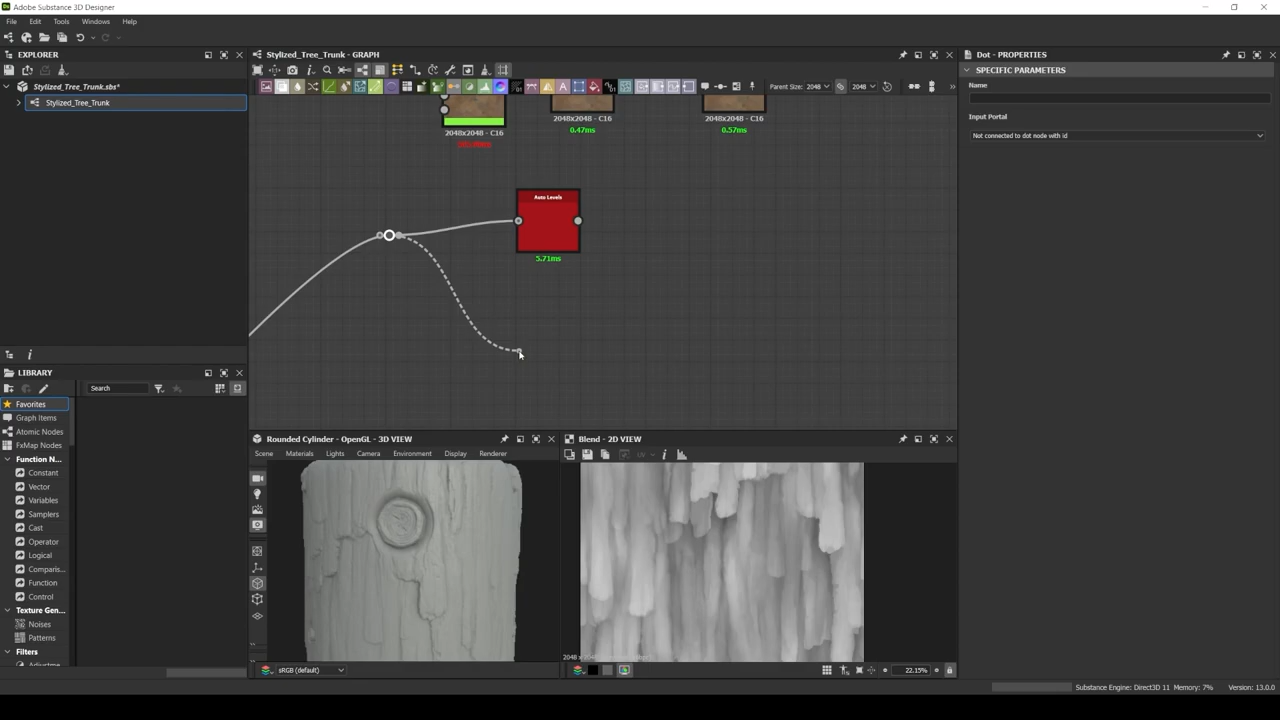 Adobe Substance 3D Designer
File Edit Tools Windows Help
EXPLORER
Stylized_Tree_Trunk.sbs*
Stylized_Tree_Trunk
Stylized_Tree_Trunk - GRAPH
Parent Size: 2048 2048
2048x2048 - C16
2048x2048 - C16
0.47ms
2048x2048 - C16
0.57ms
Auto Levels
5.71ms
Dot - PROPERTIES
SPECIFIC PARAMETERS
Name
Input Portal
Not connected to dot node with id
LIBRARY
Search
Favorites
Graph Items
Atomic Nodes
FxMap Nodes
Function N...
Constant
Vector
Variables
Samplers
Cast
Operator
Logical
Comparis...
Function
Control
Texture Gen...
Noises
Patterns
Filters
Rounded Cylinder - OpenGL - 3D VIEW
Scene Materials Lights Camera Environment Display Renderer
sRGB (default)
Blend - 2D VIEW
UV
22.15%
Substance Engine: Direct3D 11 Memory: 7% Version: 13.0.0